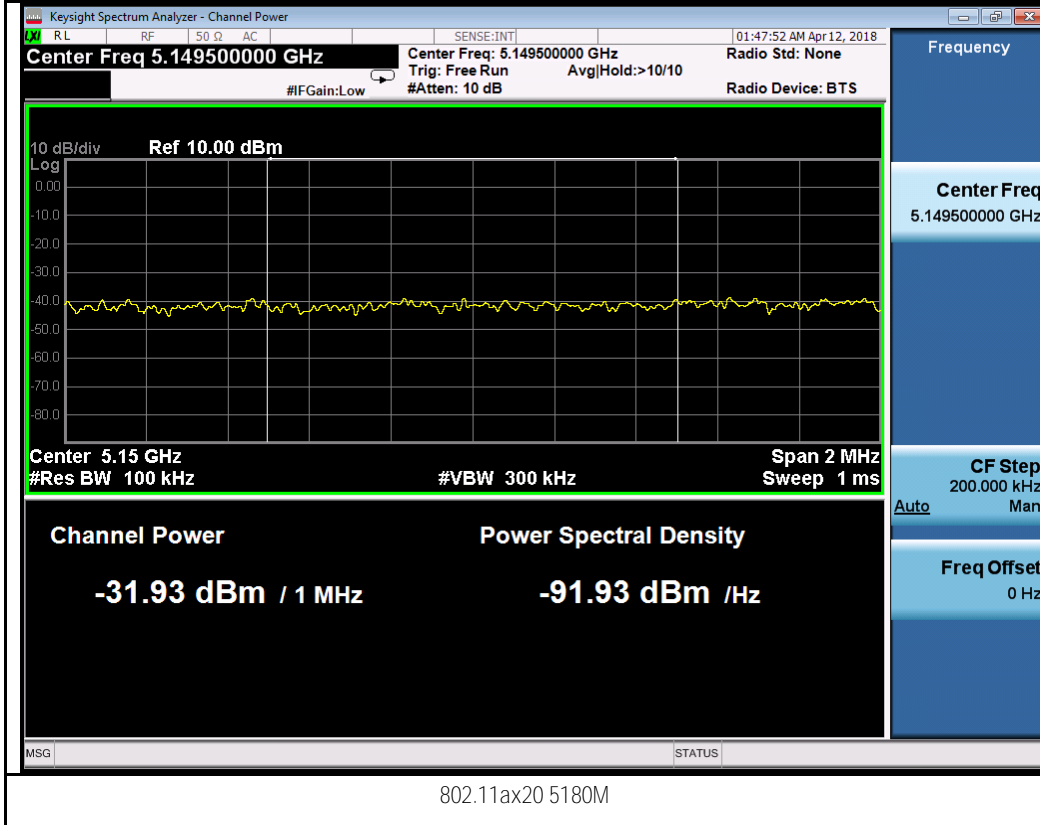 Keysight Spectrum Analyzer - Channel Power
LXI RL RF 50 Ω AC SENSE:INT 01:47:52 AM Apr 12, 2018
Center Freq 5.149500000 GHz
Center Freq: 5.149500000 GHz
Radio Std: None
Trig: Free Run Avg|Hold:>10/10
#IFGain:Low
#Atten: 10 dB
Radio Device: BTS
10 dB/div Ref 10.00 dBm
Log
0.00
-10.0
-20.0
-30.0
-40.0
-50.0
-60.0
-70.0
-80.0
Center 5.15 GHz Span 2 MHz
#Res BW 100 kHz #VBW 300 kHz Sweep 1 ms
Channel Power Power Spectral Density
-31.93 dBm / 1 MHz -91.93 dBm /Hz
Frequency
Center Freq
5.149500000 GHz
CF Step
200.000 kHz
Auto Man
Freq Offset
0 Hz
MSG STATUS
802.11ax20 5180M